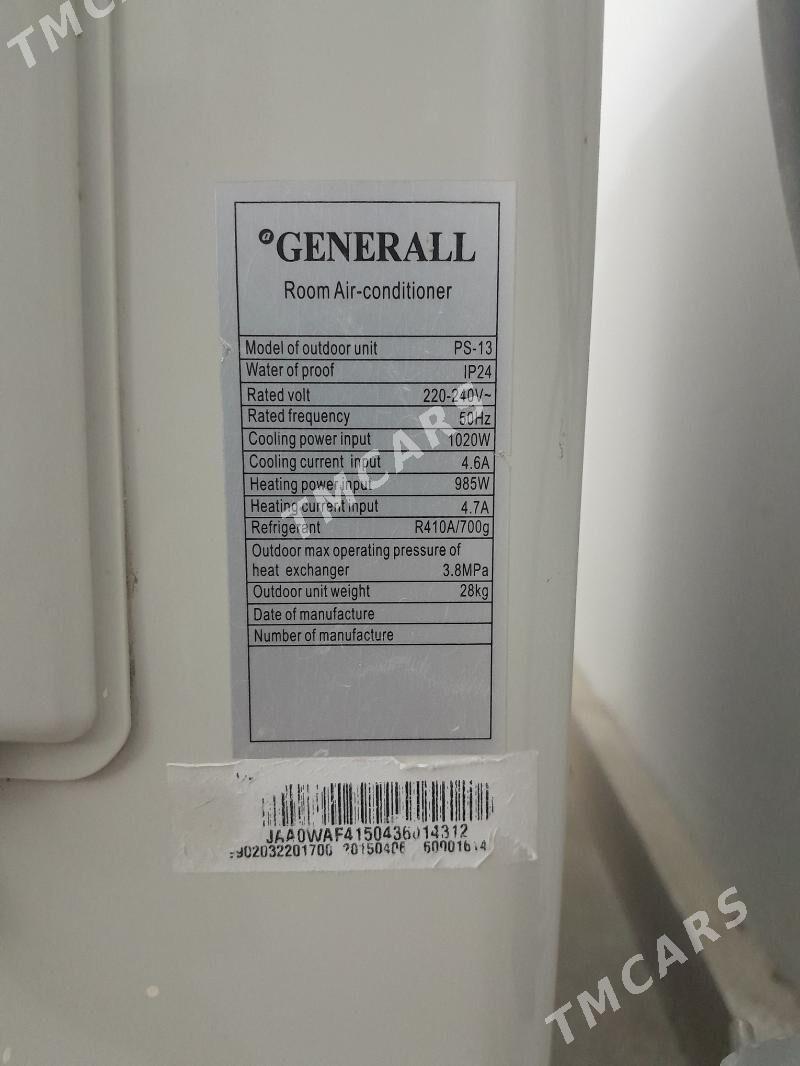 TMCARS
GENERALL
Room Air-conditioner
Model of outdoor unit PS-13
Water of proof IP24
Rated volt 220-240V~
Rated frequency 50Hz
Cooling power input 1020W
Cooling current input 4.6A
Heating power input 985W
Heating current input 4.7A
Refrigerant R410A/700g
Outdoor max operating pressure of
heat exchanger 3.8MPa
Outdoor unit weight 28kg
Date of manufacture
Number of manufacture
TMCARS
JAA0WAF4150436014312
TMCARS